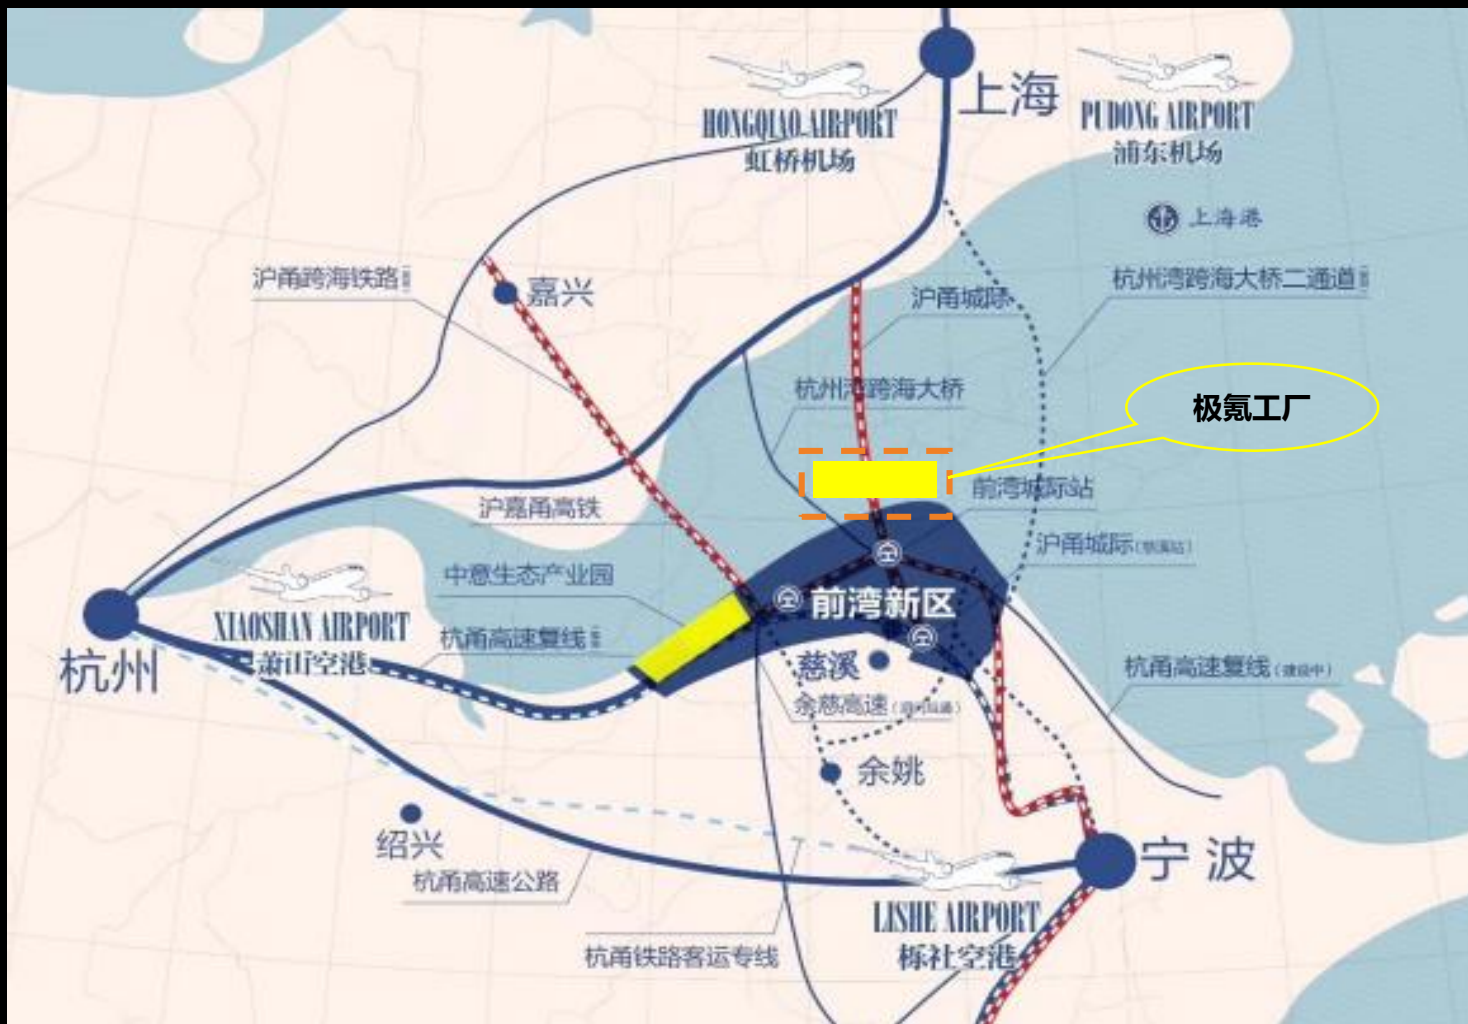 上海
HONGQIAO AIRPORT
虹桥机场
PUDONG AIRPORT
浦东机场
上海港
沪甬跨海铁路
嘉兴
沪甬城际
杭州湾跨海大桥二通道
杭州湾跨海大桥
极氪工厂
前湾城际站
沪嘉甬高铁
沪甬城际
中意生态产业园
前湾新区
XIAOSHAN AIRPORT
萧山空港
杭甬高速复线
杭州
慈溪
杭甬高速复线(建设中)
余慈高速
余姚
绍兴
杭甬高速公路
宁波
LISHE AIRPORT
栎社空港
杭甬铁路客运专线